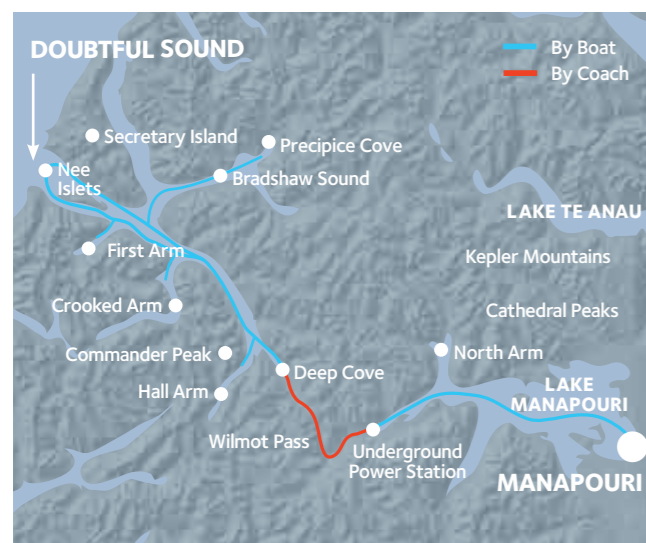 DOUBTFUL SOUND
By Boat
By Coach
Secretary Island
Precipice Cove
Nee
Islets
Bradshaw Sound
LAKE TE ANAU
First Arm
Kepler Mountains
Crooked Arm
Cathedral Peaks
Commander Peak
North Arm
Deep Cove
Hall Arm
LAKE
MANAPOURI
Wilmot Pass
Underground
Power Station
MANAPOURI